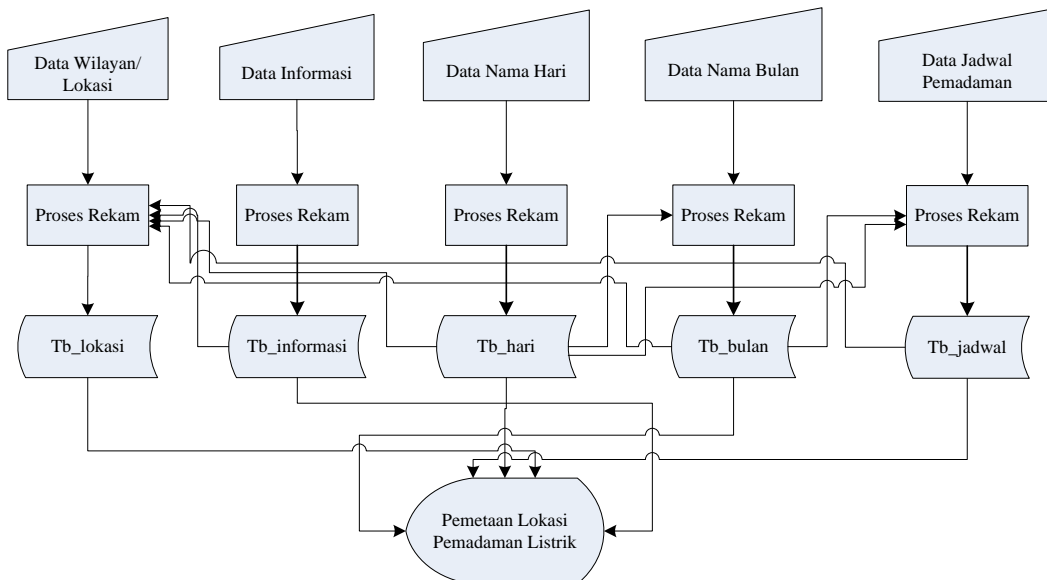 Data Wilayan/
Lokasi
Data Informasi
Data Nama Hari
Data Nama Bulan
Data Jadwal
Pemadaman
Proses Rekam
Proses Rekam
Proses Rekam
Proses Rekam
Proses Rekam
Tb_lokasi
Tb_informasi
Tb_hari
Tb_bulan
Tb_jadwal
Pemetaan Lokasi
Pemadaman Listrik